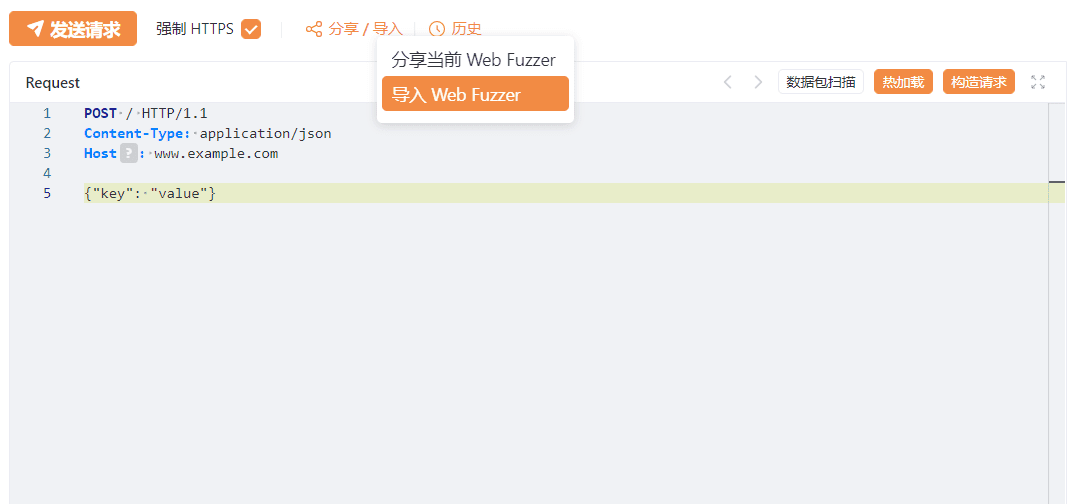 发送请求 强制 HTTPS 分享 / 导入 历史
分享当前 Web Fuzzer
导入 Web Fuzzer
Request 数据包扫描 热加载 构造请求
1 POST / HTTP/1.1
2 Content-Type: application/json
3 Host ? : www.example.com
4
5 {"key": "value"}